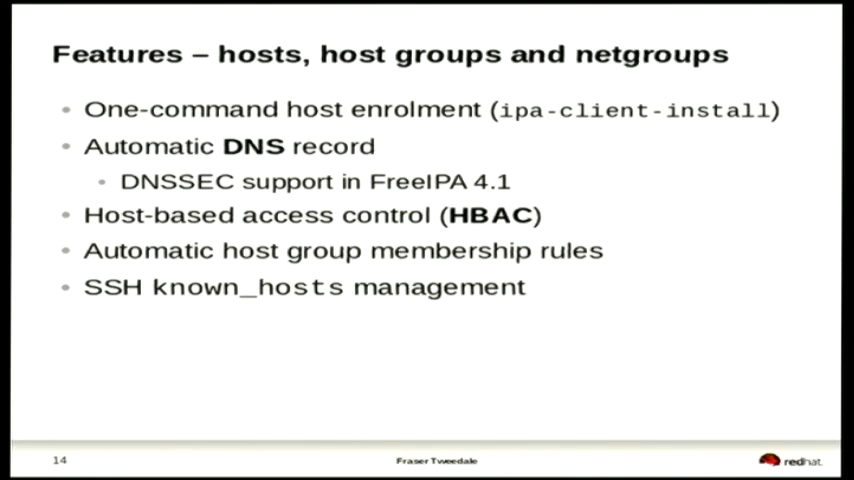 Features – hosts, host groups and netgroups
One-command host enrolment (ipa-client-install)
Automatic DNS record
DNSSEC support in FreeIPA 4.1
Host-based access control (HBAC)
Automatic host group membership rules
SSH known_hosts management
14
Fraser Tweedale
redhat.